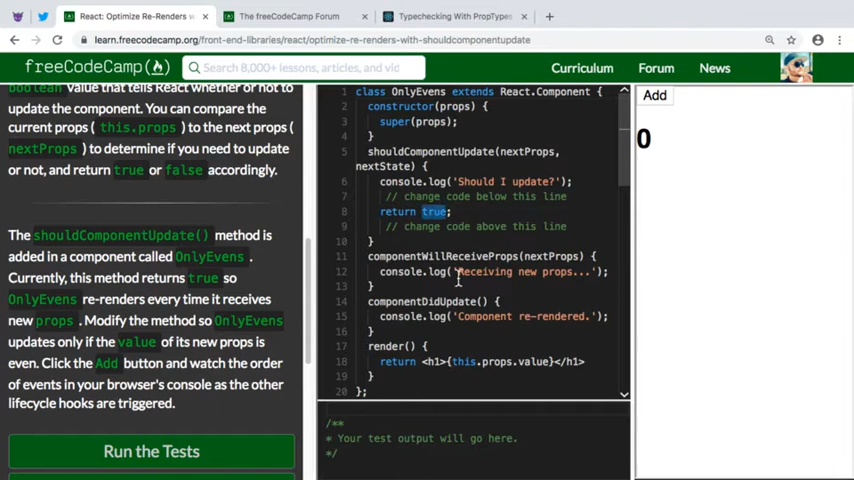 React: Optimize Re-Renders w
The freeCodeCamp Forum
Typechecking With PropTypes
learn.freecodecamp.org/front-end-libraries/react/optimize-re-renders-with-shouldcomponentupdate
freeCodeCamp
Search 8,000+ lessons, articles, and vid
Curriculum
Forum
News
boolean value that tells React whether or not to
update the component. You can compare the
current props ( this.props ) to the next props (
nextProps ) to determine if you need to update
or not, and return true or false accordingly.
The shouldComponentUpdate() method is
added in a component called OnlyEvens .
Currently, this method returns true so
OnlyEvens re-renders every time it receives
new props . Modify the method so OnlyEvens
updates only if the value of its new props is
even. Click the Add button and watch the order
of events in your browser's console as the other
lifecycle hooks are triggered.
Run the Tests
1 class OnlyEvens extends React.Component {
2 constructor(props) {
3 super(props);
4 }
5 shouldComponentUpdate(nextProps,
nextState) {
6 console.log('Should I update?');
7 // change code below this line
8 return true;
9 // change code above this line
10 }
11 componentWillReceiveProps(nextProps) {
12 console.log('Receiving new props...');
13 }
14 componentDidUpdate() {
15 console.log('Component re-rendered.');
16 }
17 render() {
18 return <h1>{this.props.value}</h1>
19 }
20 };
/**
* Your test output will go here.
*/
Add
0